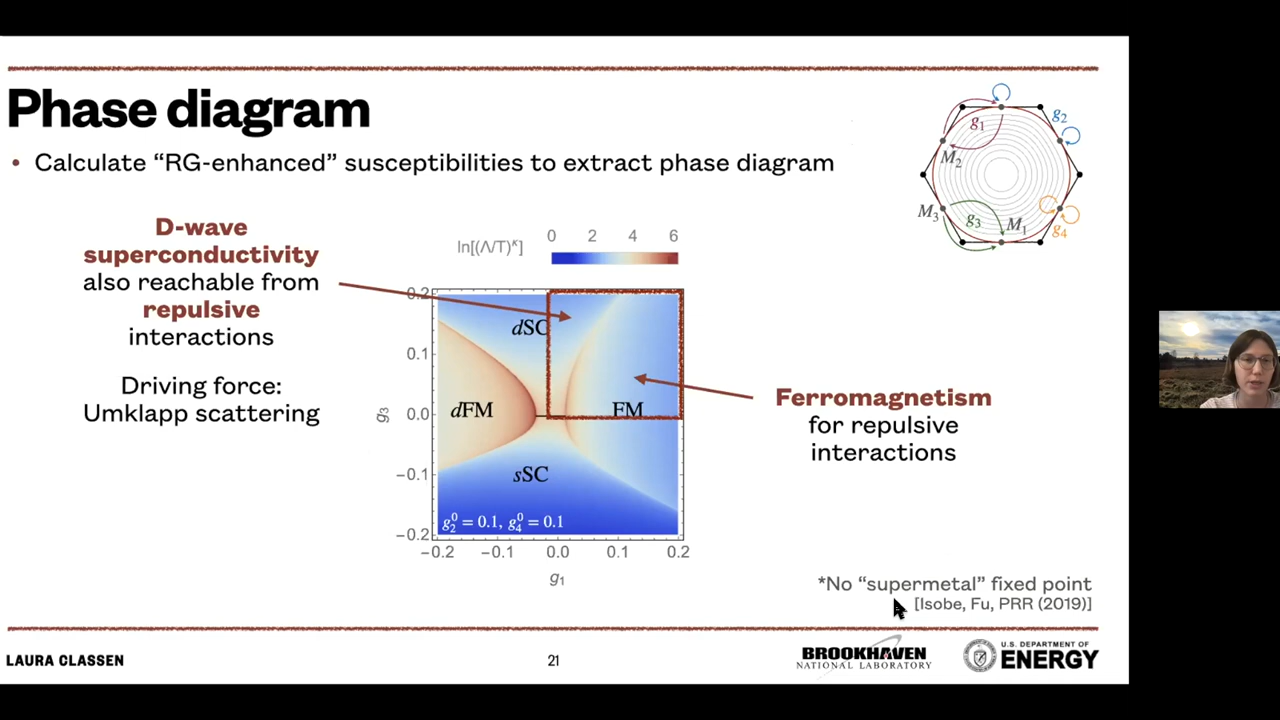 Phase diagram
• Calculate “RG-enhanced” susceptibilities to extract phase diagram
g₁
g₂
M₂
M₃
g₃
M₁
g₄
D-wave
superconductivity
also reachable from
repulsive
interactions
Driving force:
Umklapp scattering
ln[(Λ/T)^κ]
0 2 4 6
0.2
0.1
0.0
−0.1
−0.2
g₃
dSC
dFM
FM
sSC
g₂⁰ = 0.1, g₄⁰ = 0.1
−0.2 −0.1 0.0 0.1 0.2
g₁
Ferromagnetism
for repulsive
interactions
*No “supermetal” fixed point
[Isobe, Fu, PRR (2019)]
LAURA CLASSEN
21
BROOKHAVEN
NATIONAL LABORATORY
U.S. DEPARTMENT OF
ENERGY